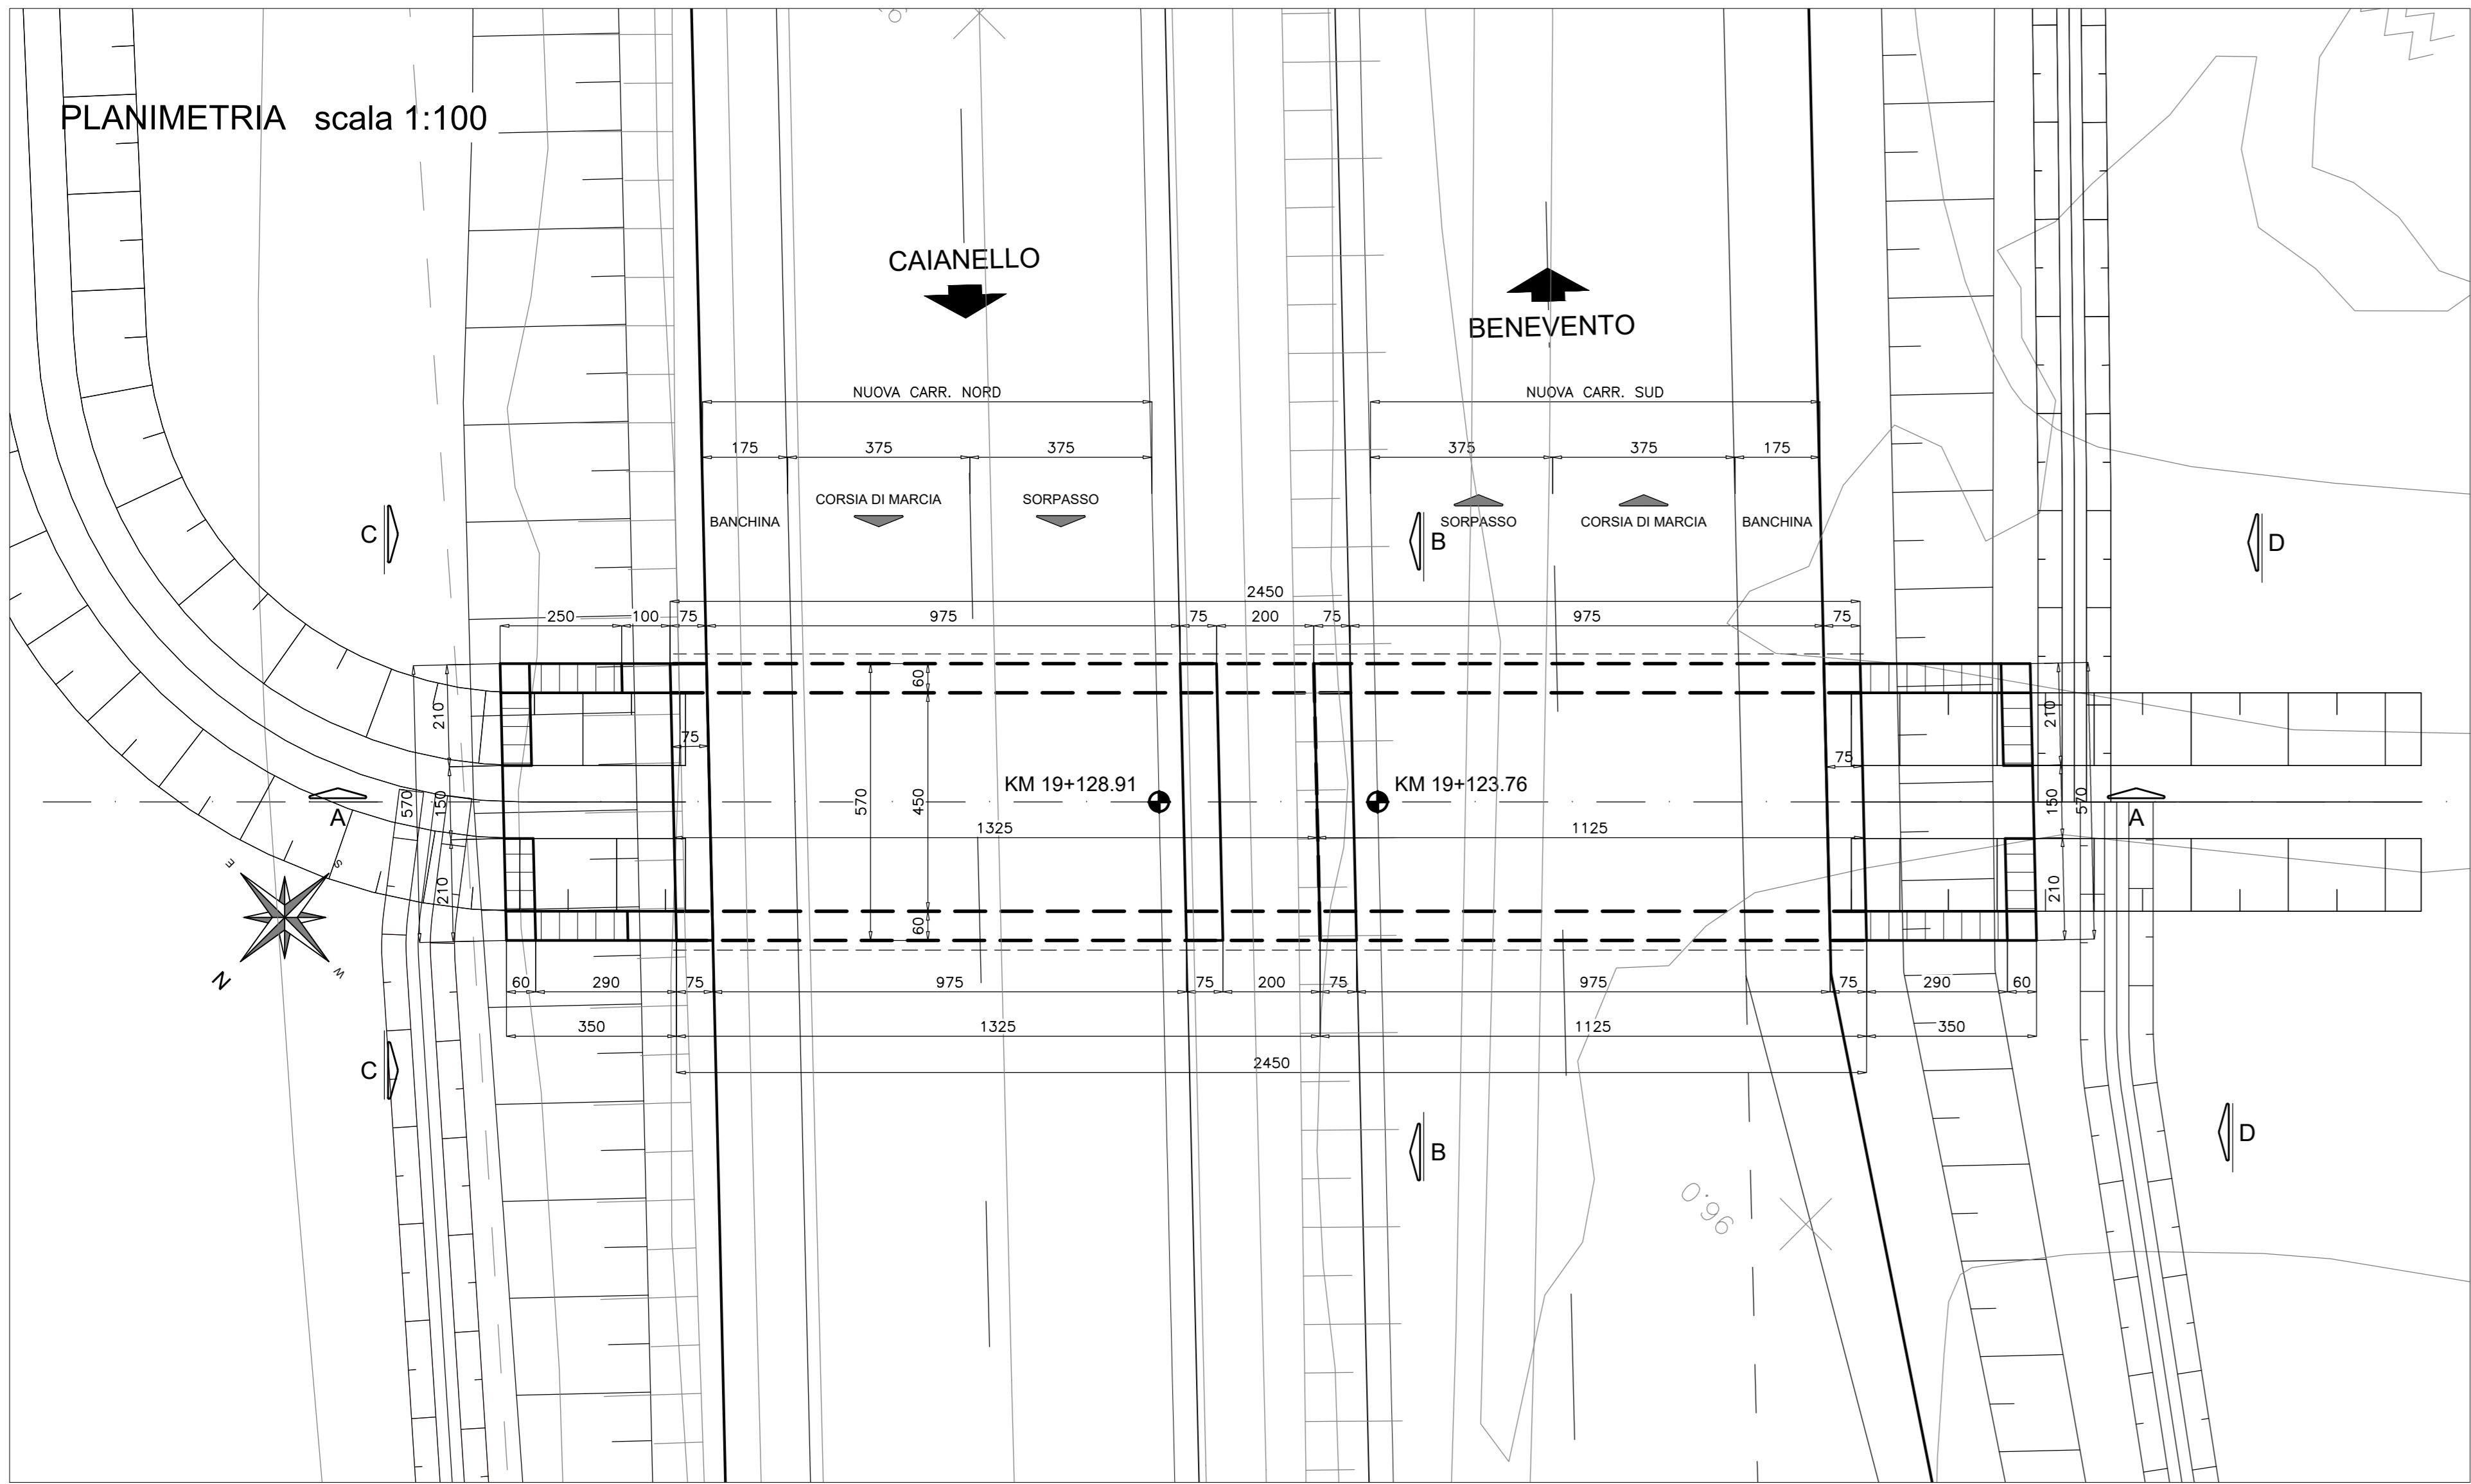 PLANIMETRIA scala 1:100
CAIANELLO
BENEVENTO
NUOVA CARR. NORD
NUOVA CARR. SUD
175 375 375
375 375 175
CORSIA DI MARCIA SORPASSO
BANCHINA
SORPASSO CORSIA DI MARCIA BANCHINA
C
B
D
2450
250 100 75 975 75 200 75 975 75
60
210
75
210
75
KM 19+128.91
KM 19+123.76
570 150
570 450
150 570
A
A
1325
1125
E
S
210
60
210
N
W
60 290 75 975 75 200 75 975 75 290 60
350 1325 1125 350
2450
C
B
D
96.0